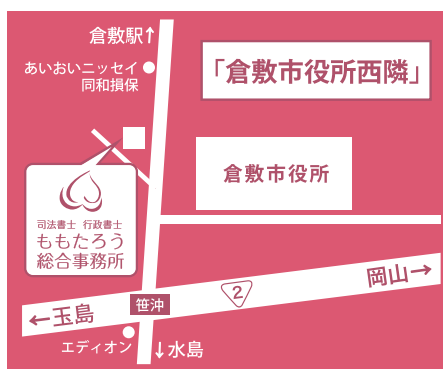 倉敷駅↑
「倉敷市役所西隣」
あいおいニッセイ
同和損保
倉敷市役所
司法書士 行政書士
ももたろう
総合事務所
岡山→
2
笹沖
←玉島
エディオン
↓水島